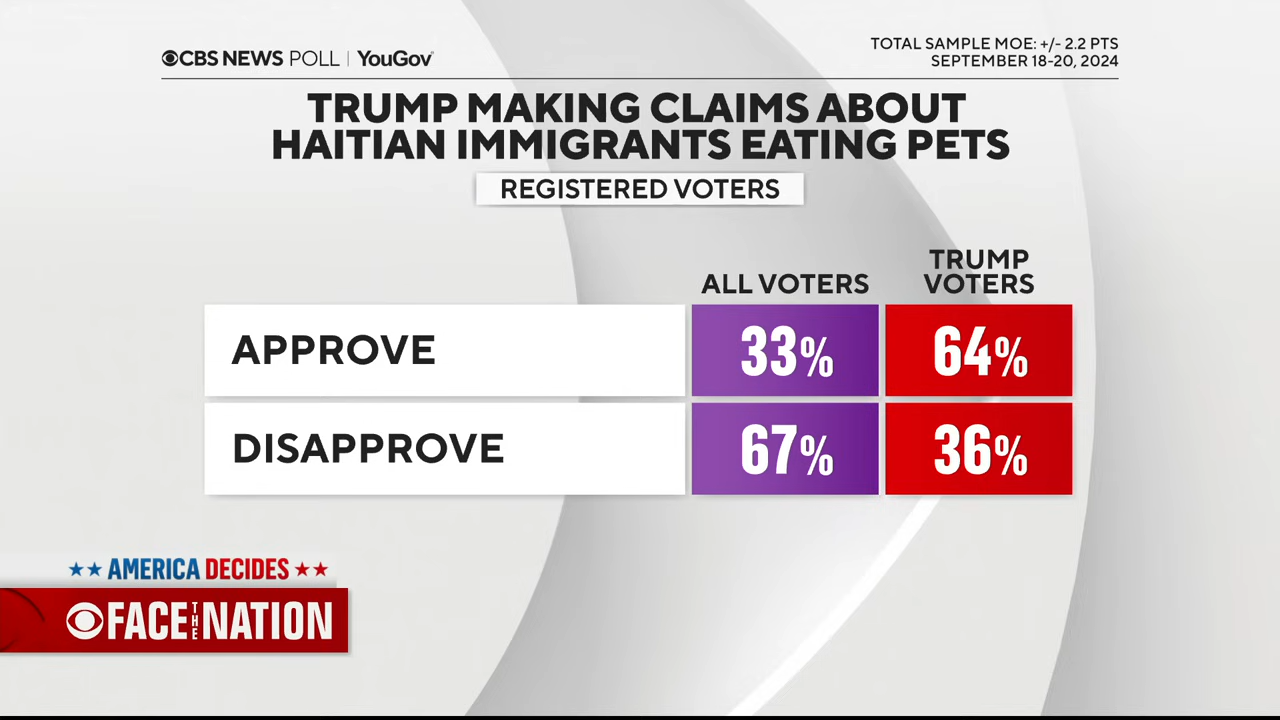 CBS NEWS POLL | YouGov®
TOTAL SAMPLE MOE: +/- 2.2 PTS
SEPTEMBER 18-20, 2024
TRUMP MAKING CLAIMS ABOUT
HAITIAN IMMIGRANTS EATING PETS
REGISTERED VOTERS
ALL VOTERS
TRUMP
VOTERS
APPROVE 33% 64%
DISAPPROVE 67% 36%
AMERICA DECIDES
FACE THE NATION